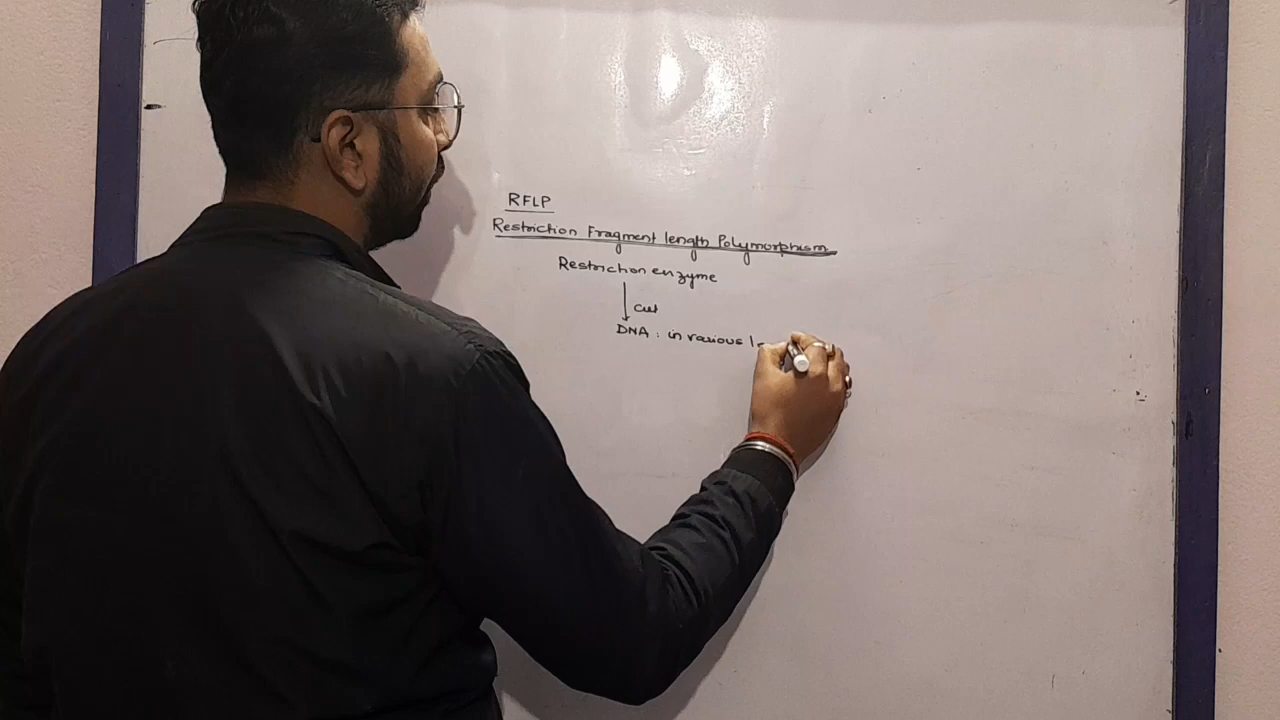 RFLP
Restriction Fragment length Polymorphism
Restriction enzyme
cut
DNA : in various